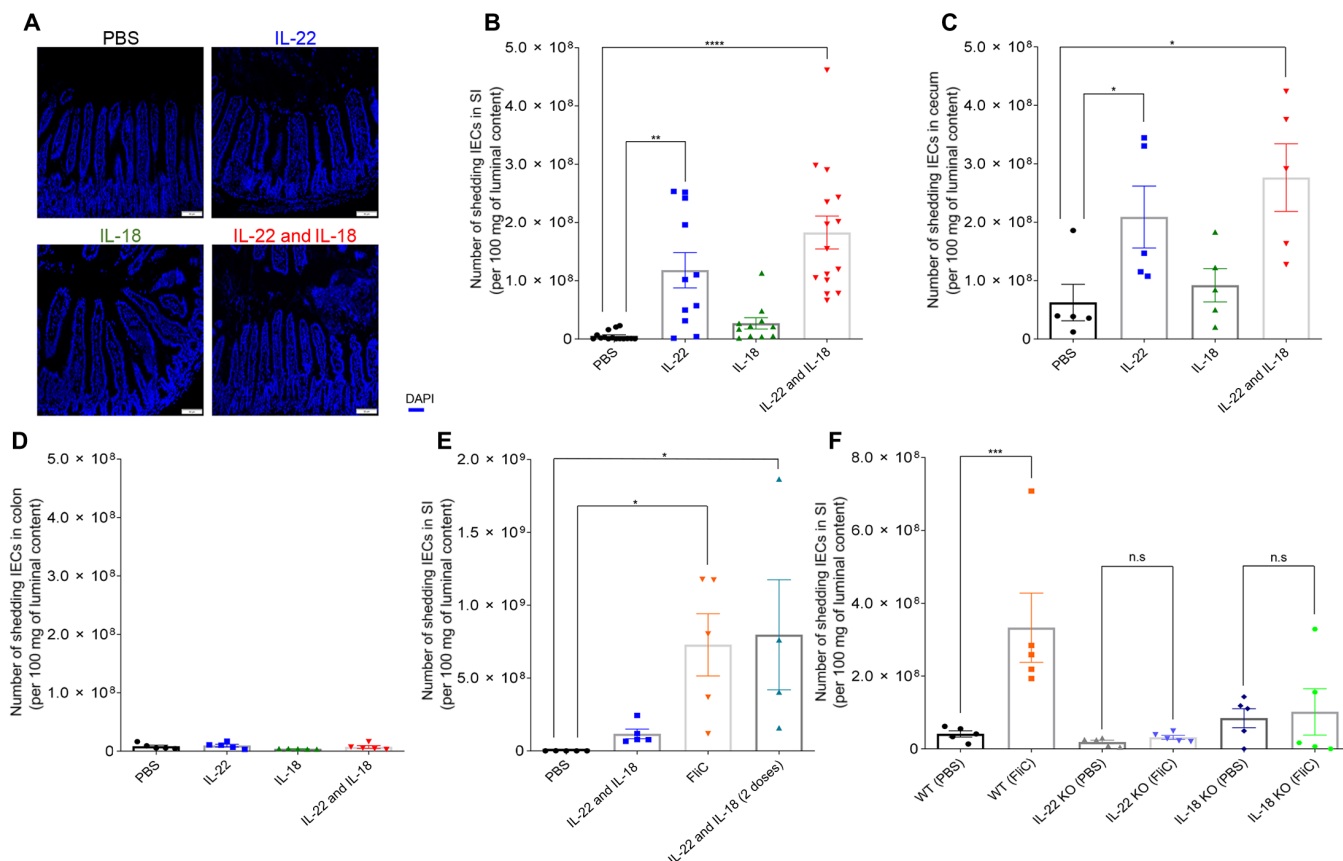 A
PBS
IL-22
IL-18
IL-22 and IL-18
DAPI
B
Number of shedding IECs in SI
(per 100 mg of luminal content)
5.0 × 10⁸
4.0 × 10⁸
3.0 × 10⁸
2.0 × 10⁸
1.0 × 10⁸
0
****
**
PBS
IL-22
IL-18
IL-22 and IL-18
C
Number of shedding IECs in cecum
(per 100 mg of luminal content)
5.0 × 10⁸
4.0 × 10⁸
3.0 × 10⁸
2.0 × 10⁸
1.0 × 10⁸
0
*
*
PBS
IL-22
IL-18
IL-22 and IL-18
D
Number of shedding IECs in colon
(per 100 mg of luminal content)
5.0 × 10⁸
4.0 × 10⁸
3.0 × 10⁸
2.0 × 10⁸
1.0 × 10⁸
0
PBS
IL-22
IL-18
IL-22 and IL-18
E
Number of shedding IECs in SI
(per 100 mg of luminal content)
2.0 × 10⁹
1.5 × 10⁹
1.0 × 10⁹
5.0 × 10⁸
0
*
*
PBS
IL-22 and IL-18
FliC
IL-22 and IL-18 (2 doses)
F
Number of shedding IECs in SI
(per 100 mg of luminal content)
8.0 × 10⁸
6.0 × 10⁸
4.0 × 10⁸
2.0 × 10⁸
0
***
n.s
n.s
WT (PBS)
WT (FliC)
IL-22 KO (PBS)
IL-22 KO (FliC)
IL-18 KO (PBS)
IL-18 KO (FliC)